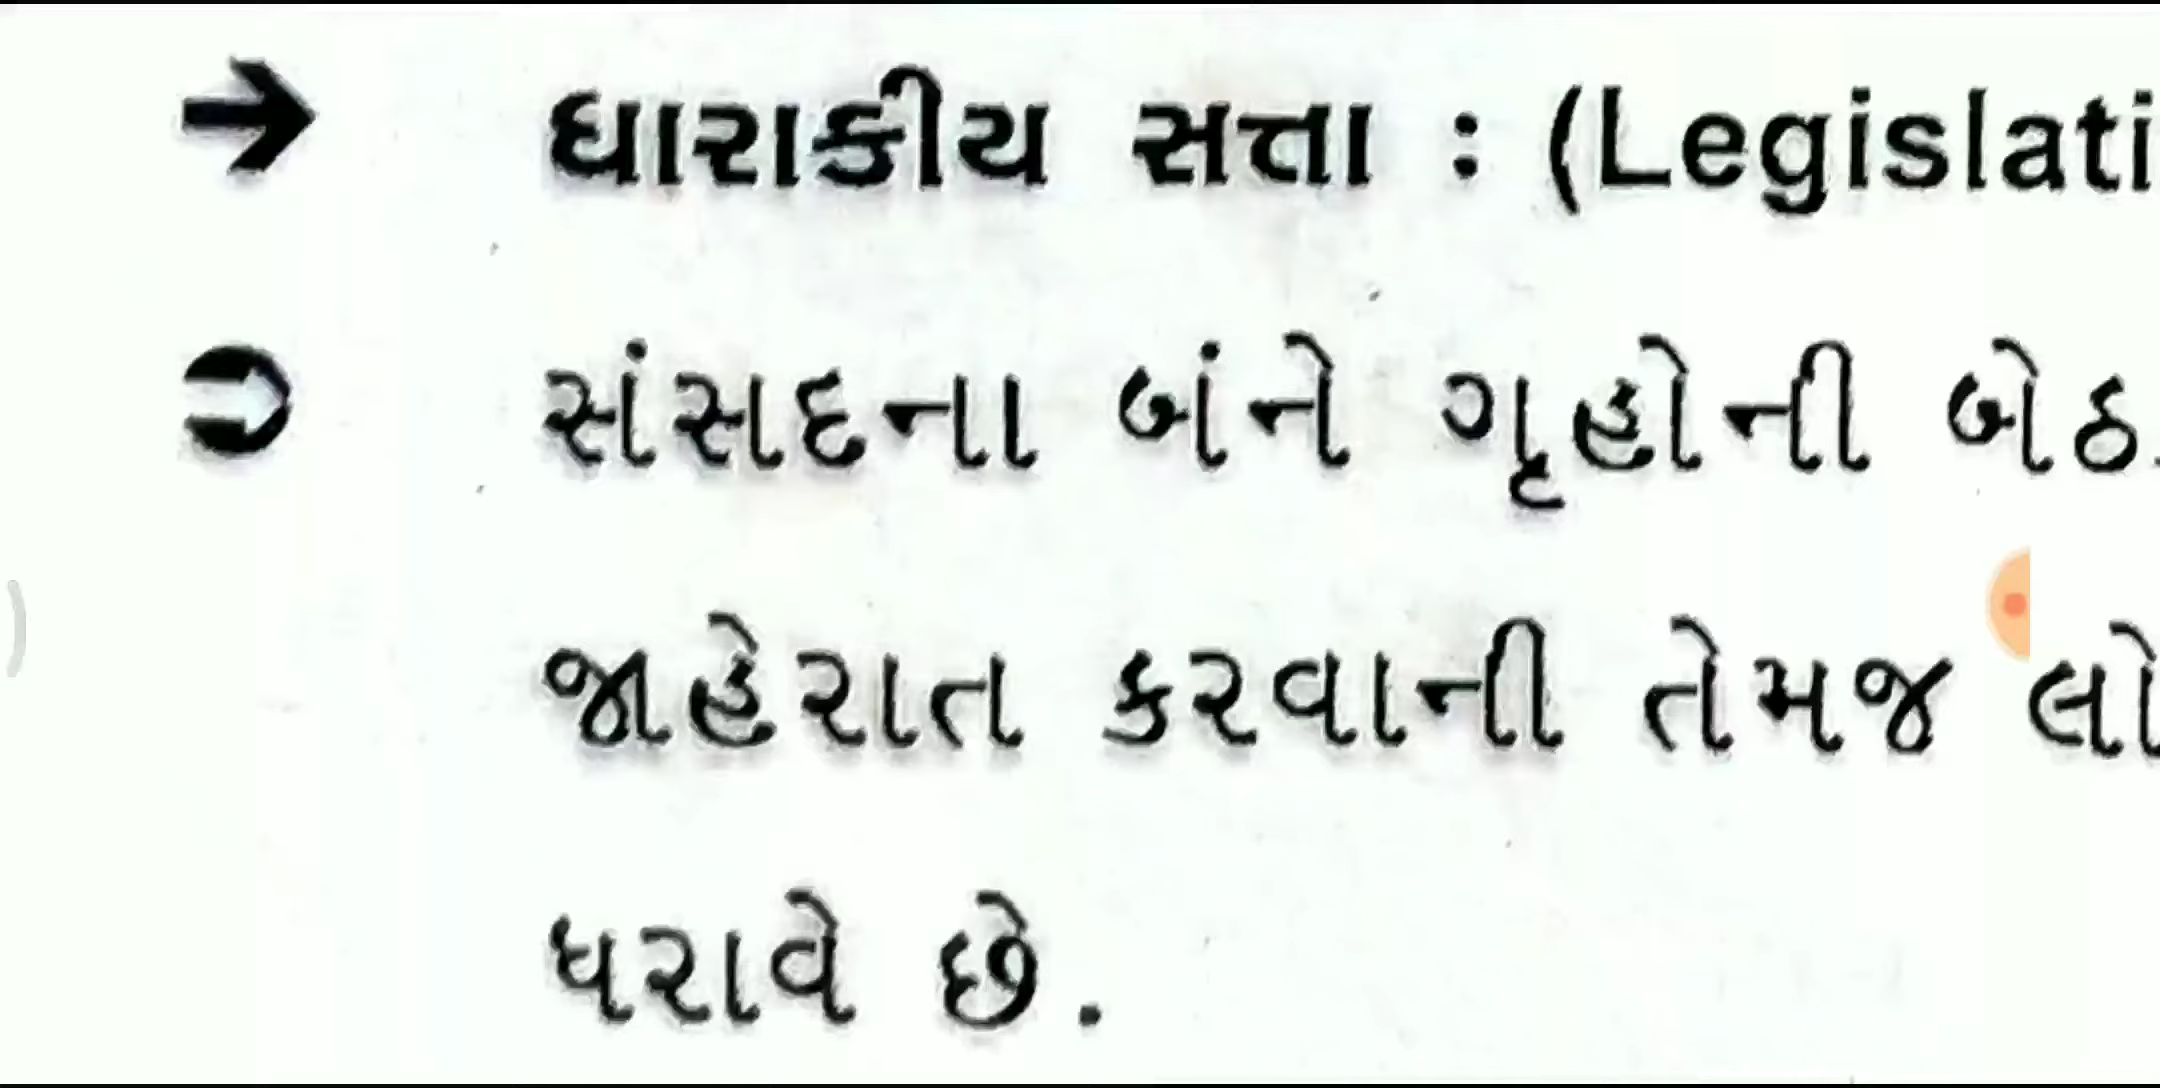 → ધારાકીય સત્તા : (Legislati
➲ સંસદના બંને ગૃહોની બેઠ
જાહેરાત કરવાની તેમજ લો
ધરાવે છે.